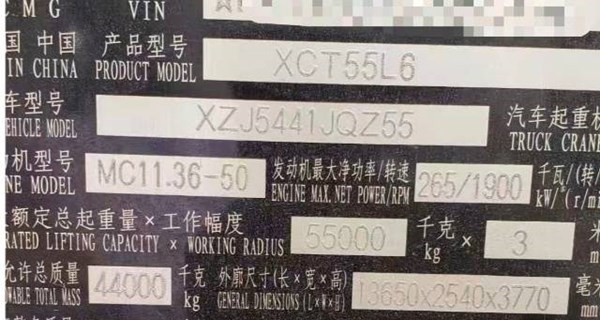 C M G VIN
国 中国 产品型号 XCT55L6
IN CHINA PRODUCT MODEL
车型号 XZJ5441JQZ55 汽车起重机
EHICLE MODEL TRUCK CRANE
机型号 MC11.36-50 发动机最大净功率/转速 265/1900 千瓦/(转/
NE MODEL ENGINE MAX. NET POWER/RPM kW/(r/mi
额定总起重量×工作幅度 55000 千克 × 3 米
RATED LIFTING CAPACITY × WORKING RADIUS kg m
允许总质量 44000 千克 外廓尺寸(长×宽×高) 13650x2540x3770 毫米
WABLE TOTAL MASS kg GENERAL DIMENSIONS (L×W×H) mm